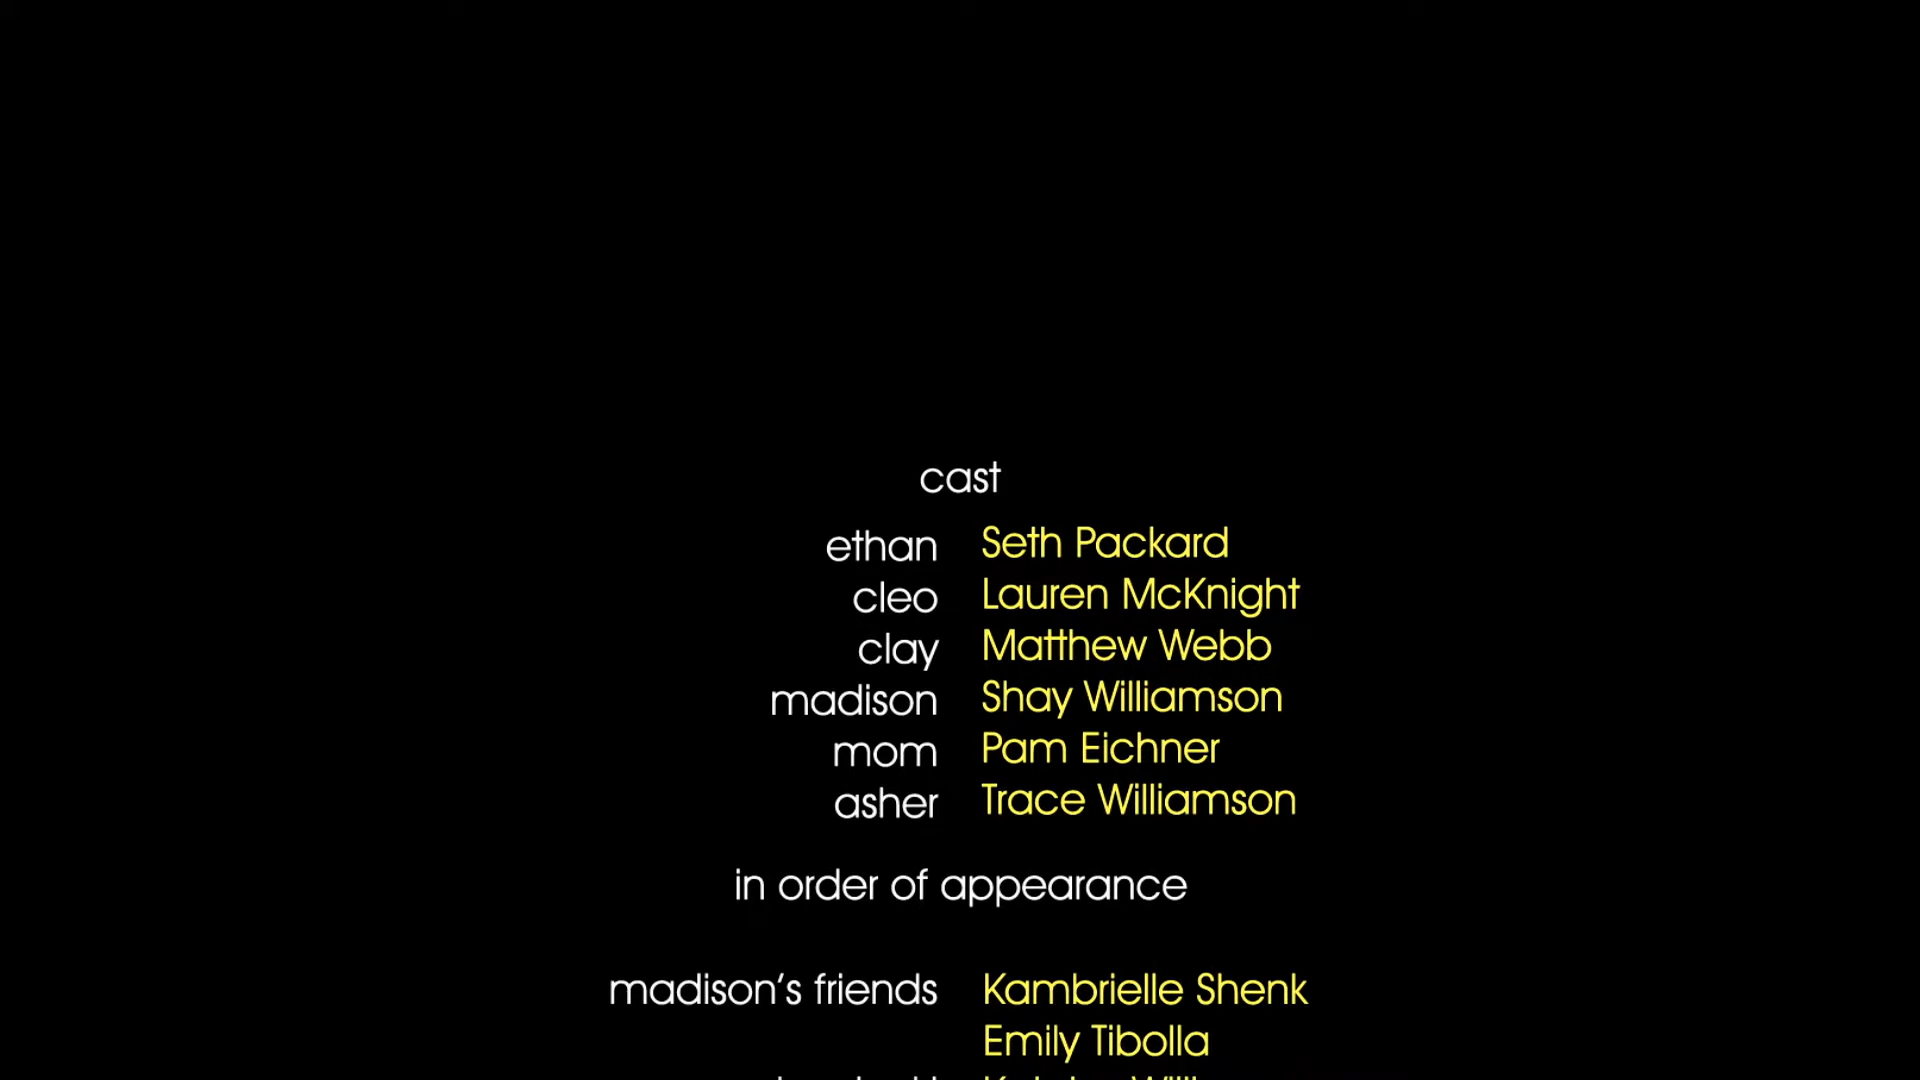 cast
ethan Seth Packard
cleo Lauren McKnight
clay Matthew Webb
madison Shay Williamson
mom Pam Eichner
asher Trace Williamson
in order of appearance
madison's friends Kambrielle Shenk
Emily Tibolla